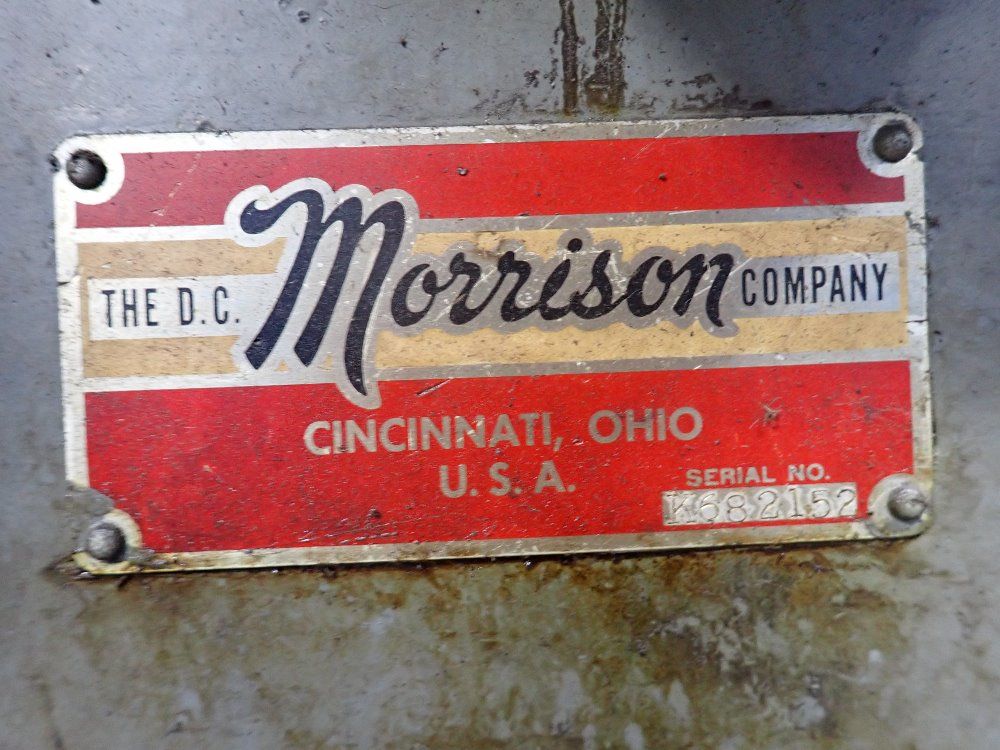 THE D.C. Morrison COMPANY
CINCINNATI, OHIO
U.S.A.
SERIAL NO.
K682152